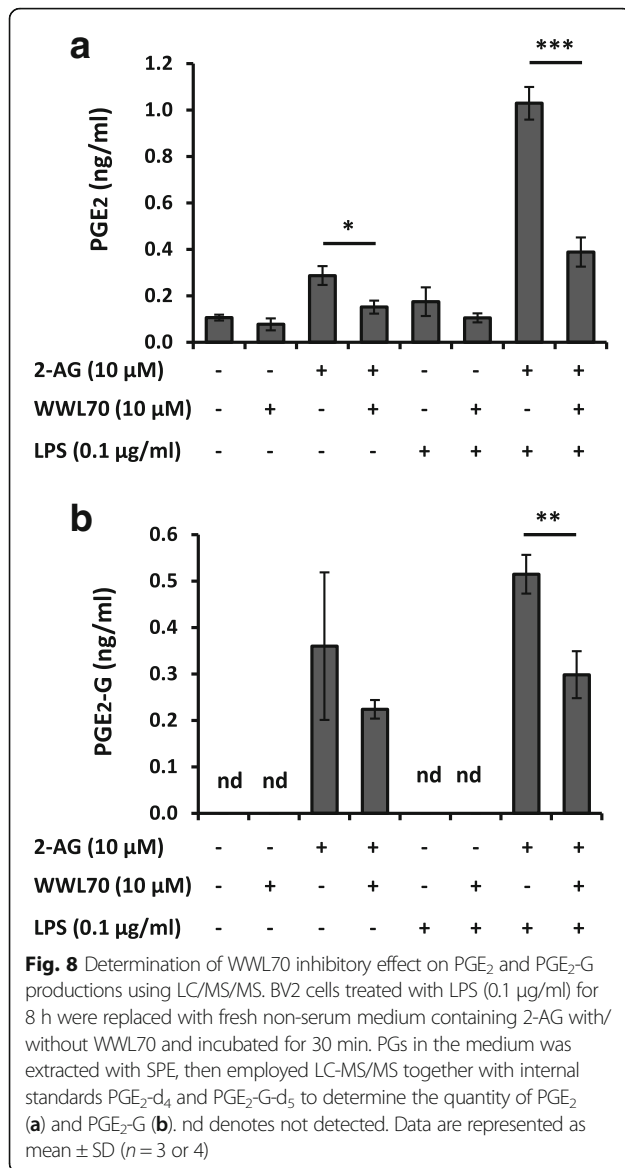 a
***
1.2
1.0
0.8
0.6
0.4
0.2
0.0
PGE2 (ng/ml)
*
2-AG (10 µM) - - + + - - + +
WWL70 (10 µM) - + - + - + - +
LPS (0.1 µg/ml) - - - - + + + +
b
**
0.6
0.5
0.4
0.3
0.2
0.1
0.0
PGE2-G (ng/ml)
nd nd nd nd
2-AG (10 µM) - - + + - - + +
WWL70 (10 µM) - + - + - + - +
LPS (0.1 µg/ml) - - - - + + + +
Fig. 8 Determination of WWL70 inhibitory effect on PGE₂ and PGE₂-G
productions using LC/MS/MS. BV2 cells treated with LPS (0.1 µg/ml) for
8 h were replaced with fresh non-serum medium containing 2-AG with/
without WWL70 and incubated for 30 min. PGs in the medium was
extracted with SPE, then employed LC-MS/MS together with internal
standards PGE₂-d₄ and PGE₂-G-d₅ to determine the quantity of PGE₂
(a) and PGE₂-G (b). nd denotes not detected. Data are represented as
mean ± SD (n = 3 or 4)